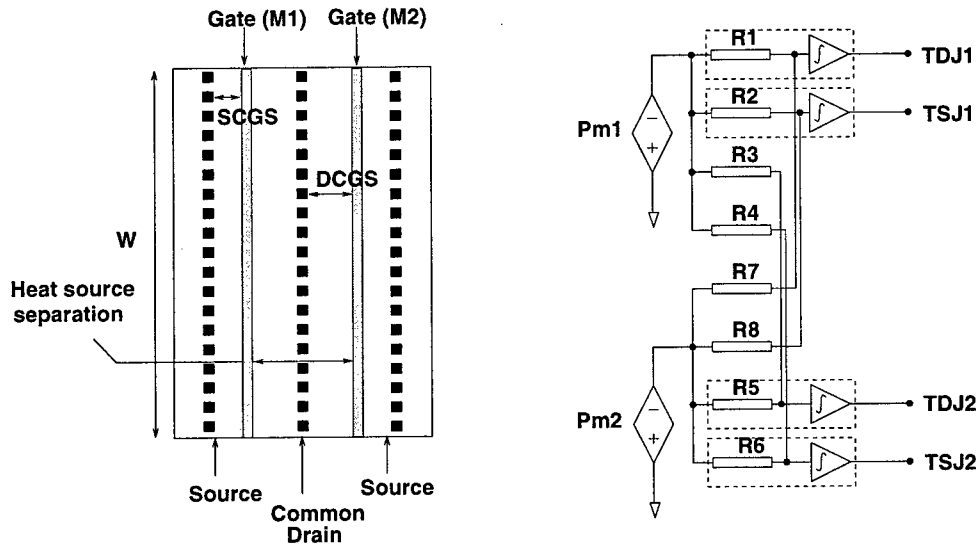 Gate (M1)
Gate (M2)
SCGS
DCGS
W
Heat source
separation
Source
Common
Drain
Source
R1
TDJ1
R2
TSJ1
Pm1
R3
R4
R7
R8
Pm2
R5
TDJ2
R6
TSJ2
− 
+
−
+
∫
∫
∫
∫